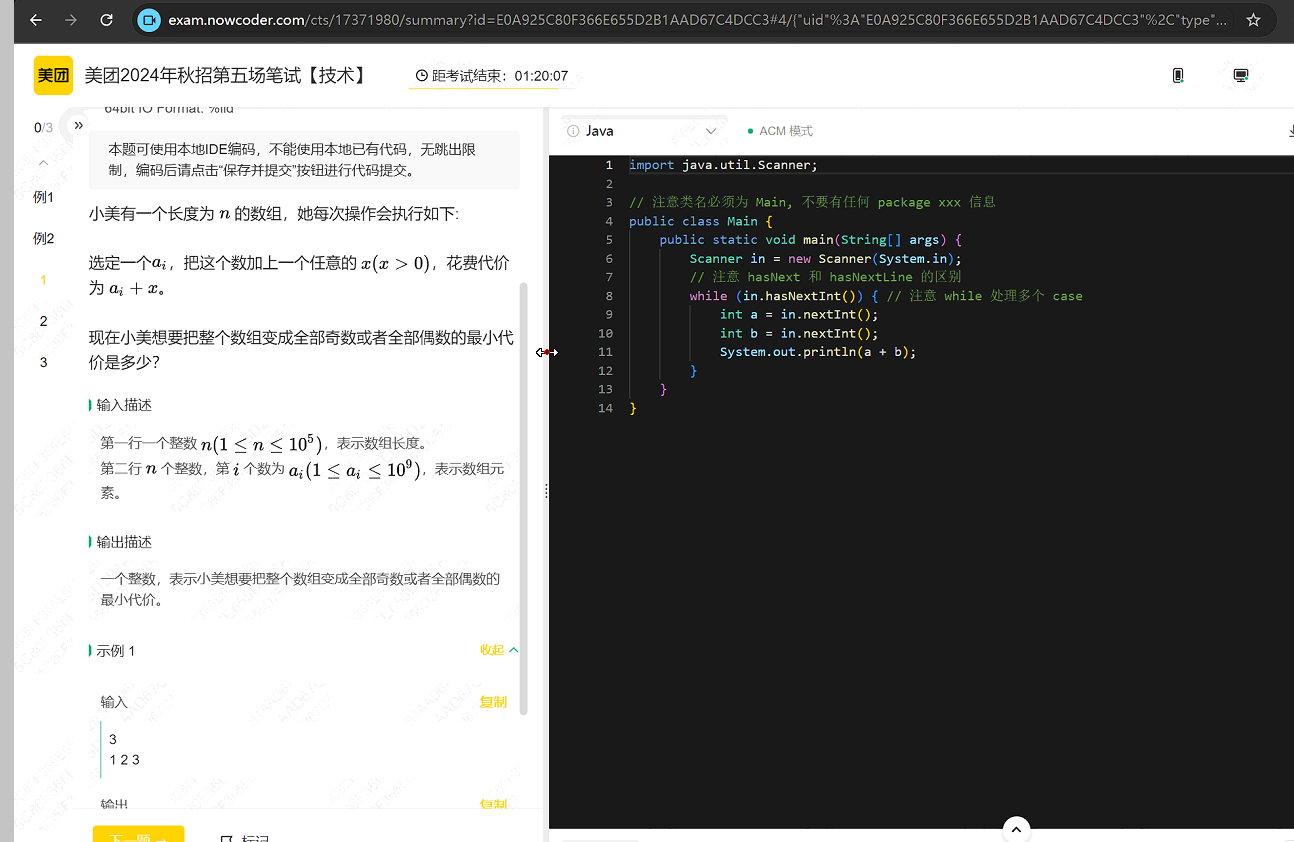 exam.nowcoder.com/cts/17371980/summary?id=E0A925C80F366E655D2B1AAD67C4DCC3#4/{"uid"%3A"E0A925C80F366E655D2B1AAD67C4DCC3"%2C"type"...
美团 美团2024年秋招第五场笔试【技术】 距考试结束：01:20:07
64bit IO Format: %lld
0/3
例1
例2
1
2
3
本题可使用本地IDE编码，不能使用本地已有代码，无跳出限
制，编码后请点击“保存并提交”按钮进行代码提交。
小美有一个长度为 n 的数组，她每次操作会执行如下:
选定一个aᵢ，把这个数加上一个任意的 x(x > 0)，花费代价
为 aᵢ + x。
现在小美想要把整个数组变成全部奇数或者全部偶数的最小代
价是多少?
输入描述
第一行一个整数 n(1 ≤ n ≤ 10⁵)，表示数组长度。
第二行 n 个整数，第 i 个数为 aᵢ(1 ≤ aᵢ ≤ 10⁹)，表示数组元
素。
输出描述
一个整数，表示小美想要把整个数组变成全部奇数或者全部偶数的
最小代价。
示例 1 收起
输入 复制
3
1 2 3
输出 复制
下一题 → 标记
Java ACM 模式
1 import java.util.Scanner;
2
3 // 注意类名必须为 Main, 不要有任何 package xxx 信息
4 public class Main {
5 public static void main(String[] args) {
6 Scanner in = new Scanner(System.in);
7 // 注意 hasNext 和 hasNextLine 的区别
8 while (in.hasNextInt()) { // 注意 while 处理多个 case
9 int a = in.nextInt();
10 int b = in.nextInt();
11 System.out.println(a + b);
12 }
13 }
14 }